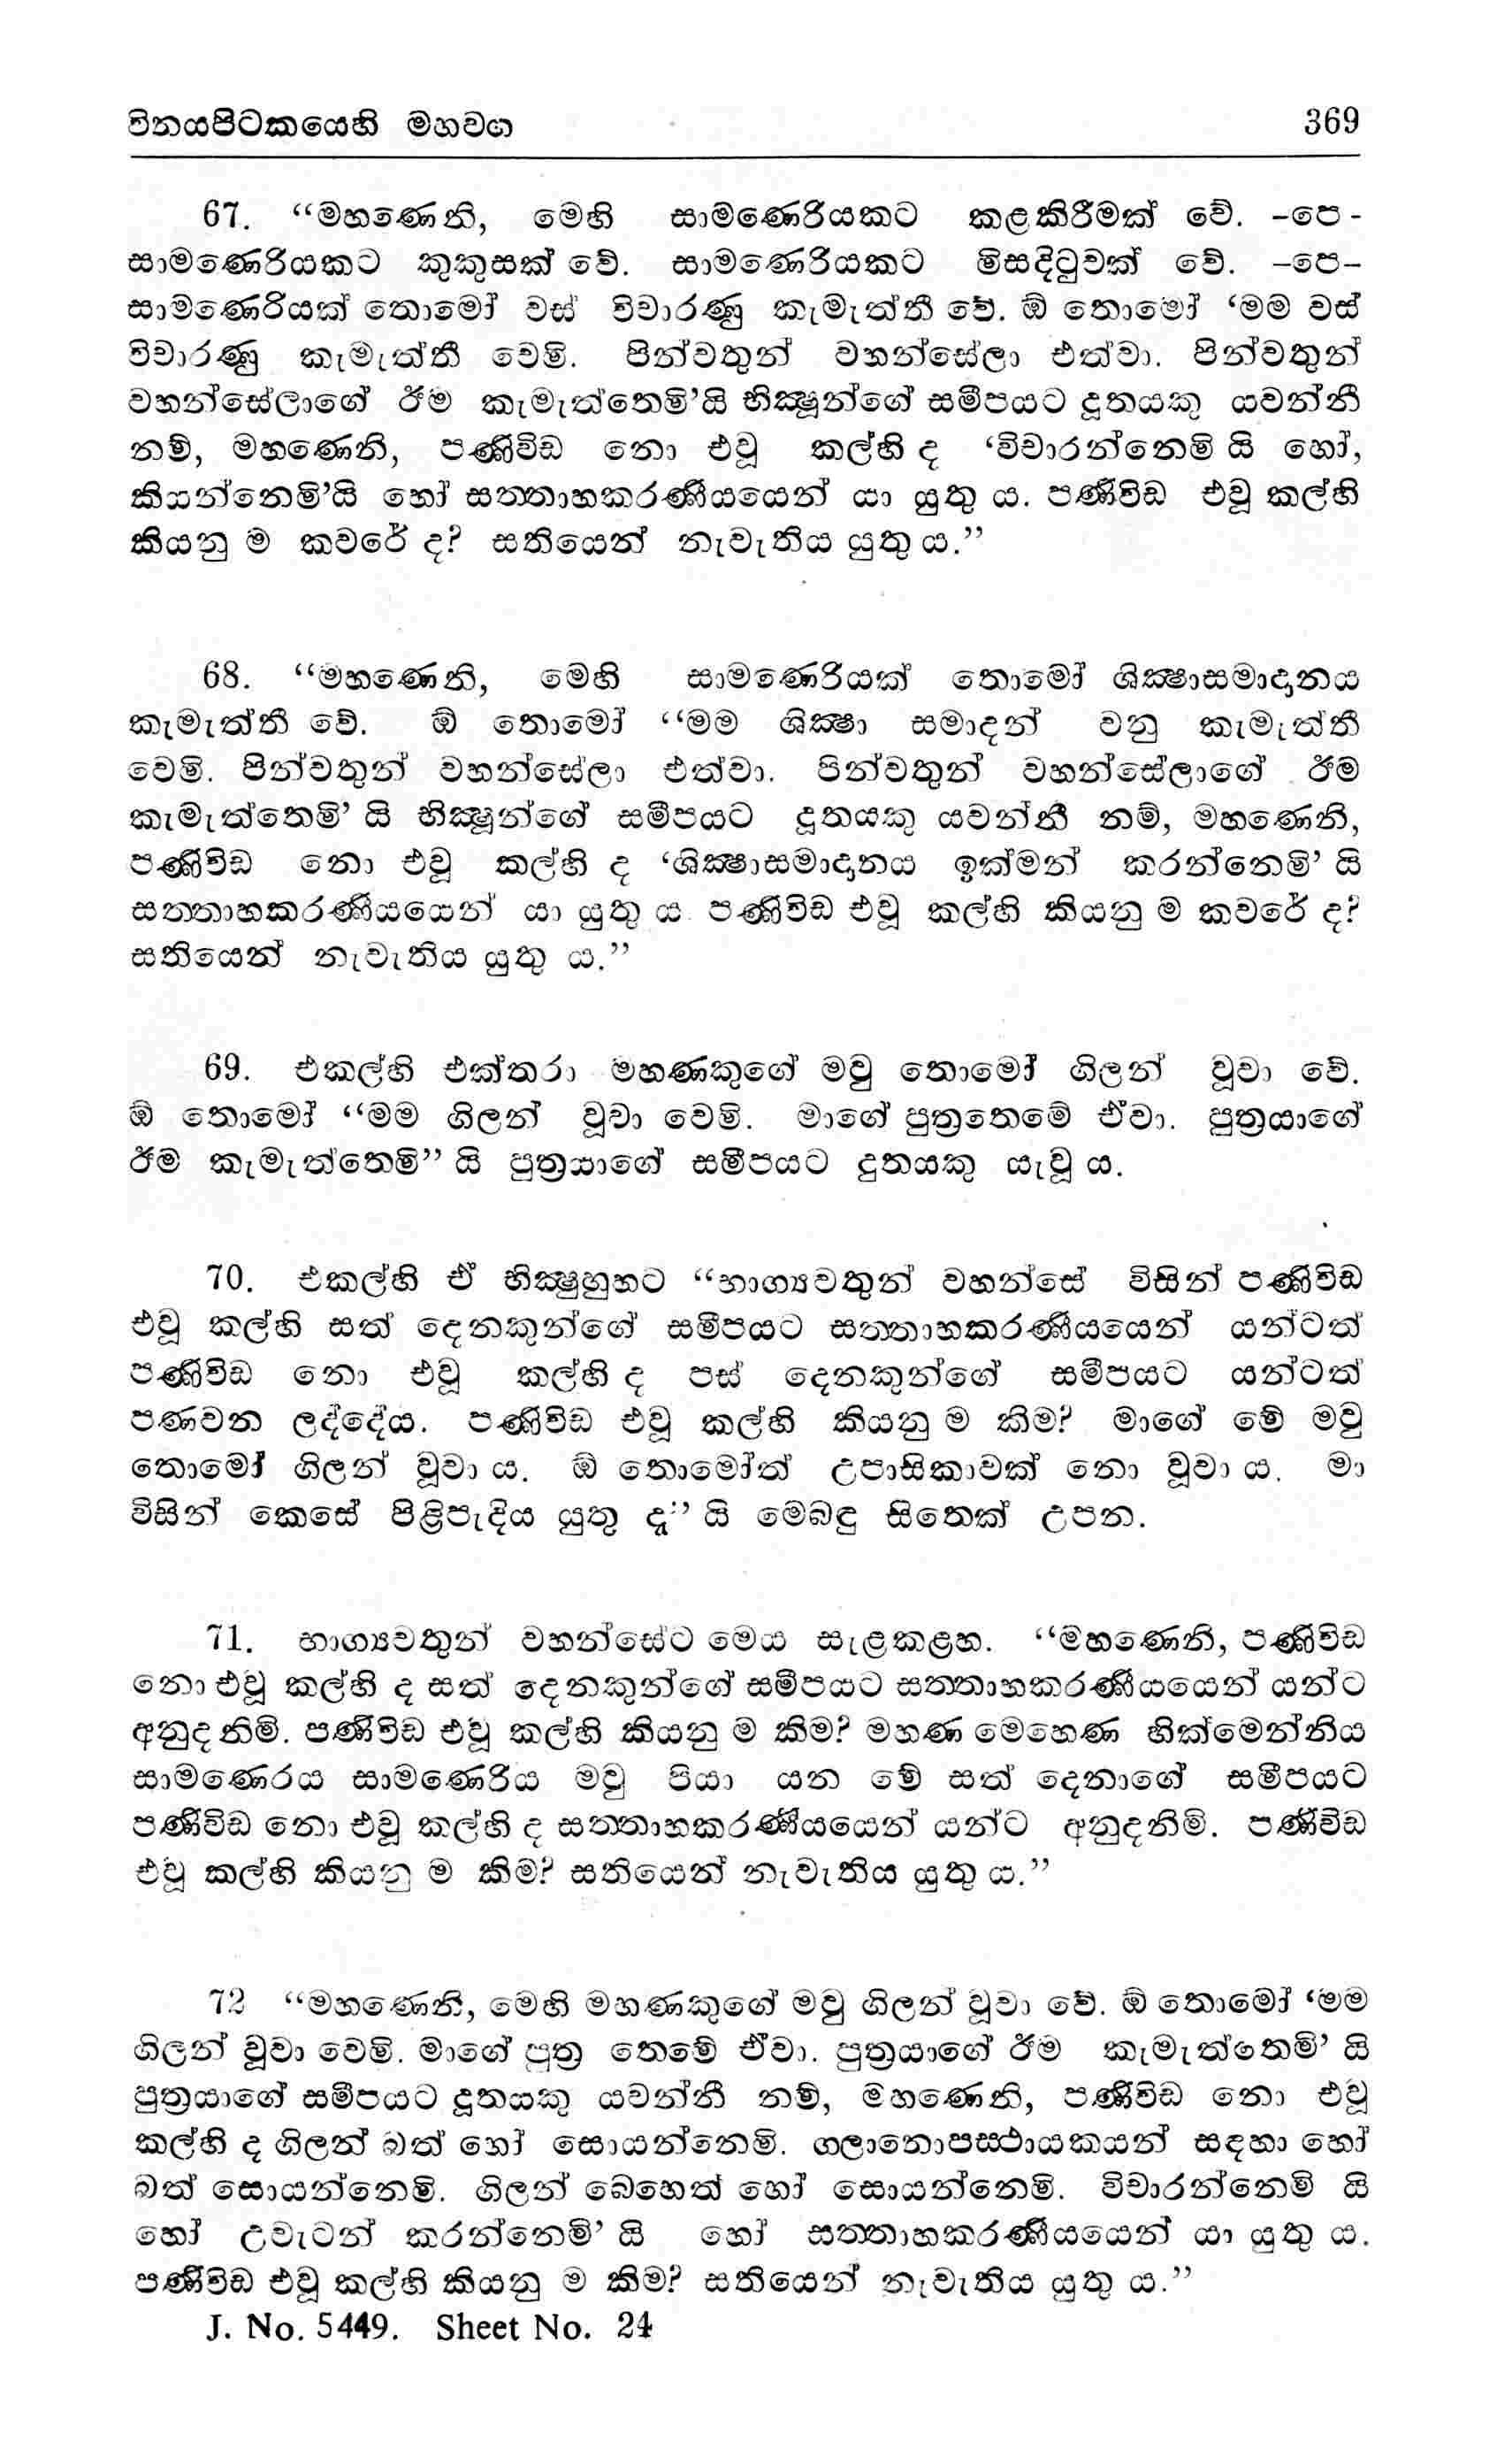 විනයපිටකයෙහි මහවග 369
67. “මහණෙනි, මෙහි සාමණෙරියකට කළකිරීමක් වේ. –පෙ -
සාමණෙරියකට කුකුසක් වේ. සාමණෙරියකට මිසදිටුවක් වේ. –පෙ–
සාමණෙරියක් තොමෝ වස් විචාරණු කැමැත්තී වේ. ඕ තොමෝ ‘මම වස්
විචාරණු කැමැත්තී වෙමි. පින්වතුන් වහන්සේලා එත්වා. පින්වතුන්
වහන්සේලාගේ ඊම කැමැත්තෙමි’යි භික්‍ෂූන්ගේ සමීපයට දූතයකු යවන්නී
නම්, මහණෙනි, පණිවිඩ නො එවූ කල්හි ද ‘විචාරන්නෙමි යි හෝ,
කියන්නෙමි’යි හෝ සත්තාහකරණීයයෙන් යා යුතු ය. පණිවිඩ එවූ කල්හි
කියනු ම කවරේ ද? සතියෙන් නැවැතිය යුතු ය.”
68. “මහණෙනි, මෙහි සාමණෙරියක් තොමෝ ශික්‍ෂාසමාදානය
කැමැත්තී වේ. ඕ තොමෝ “මම ශික්‍ෂා සමාදන් වනු කැමැත්තී
වෙමි. පින්වතුන් වහන්සේලා එත්වා. පින්වතුන් වහන්සේලාගේ ඊම
කැමැත්තෙමි’ යි භික්‍ෂූන්ගේ සමීපයට දූතයකු යවන්නී නම්, මහණෙනි,
පණිවිඩ නො එවූ කල්හි ද ‘ශික්‍ෂාසමාදානය ඉක්මන් කරන්නෙමි’ යි
සත්තාහකරණීයයෙන් යා යුතු ය. පණිවිඩ එවූ කල්හි කියනු ම කවරේ ද?
සතියෙන් නැවැතිය යුතු ය.”
69. එකල්හි එක්තරා මහණකුගේ මවු තොමෝ ගිලන් වූවා වේ.
ඕ තොමෝ “මම ගිලන් වූවා වෙමි. මාගේ පුත්‍රතෙමේ ඒවා. පුත්‍රයාගේ
ඊම කැමැත්තෙමි” යි පුත්‍රයාගේ සමීපයට දූතයකු යැවූ ය.
70. එකල්හි ඒ භික්‍ෂුහුහට “භාග්‍යවතුන් වහන්සේ විසින් පණිවිඩ
එවූ කල්හි සත් දෙනකුන්ගේ සමීපයට සත්තාහකරණීයයෙන් යන්ටත්
පණිවිඩ නො එවූ කල්හි ද පස් දෙනකුන්ගේ සමීපයට යන්ටත්
පණවන ලද්දේය. පණිවිඩ එවූ කල්හි කියනු ම කිම? මාගේ මේ මවු
තොමෝ ගිලන් වූවා ය. ඕ තොමෝත් උපාසිකාවක් නො වූවා ය. මා
විසින් කෙසේ පිළිපැදිය යුතු දැ” යි මෙබඳු සිතෙක් උපන.
71. භාග්‍යවතුන් වහන්සේට මෙය සැළකළහ. “මහණෙනි, පණිවිඩ
නො එවූ කල්හි ද සත් දෙනකුන්ගේ සමීපයට සත්තාහකරණීයයෙන් යන්ට
අනුදනිමි. පණිවිඩ එවූ කල්හි කියනු ම කිම? මහණ මෙහෙණ හික්මෙන්නිය
සාමණෙරය සාමණෙරිය මවු පියා යන මේ සත් දෙනාගේ සමීපයට
පණිවිඩ නො එවූ කල්හි ද සත්තාහකරණීයයෙන් යන්ට අනුදනිමි. පණිවිඩ
එවූ කල්හි කියනු ම කිම? සතියෙන් නැවැතිය යුතු ය.”
72 “මහණෙනි, මෙහි මහණකුගේ මවු ගිලන් වූවා වේ. ඕ තොමෝ ‘මම
ගිලන් වූවා වෙමි. මාගේ පුත්‍ර තෙමේ ඒවා. පුත්‍රයාගේ ඊම කැමැත්තෙමි’ යි
පුත්‍රයාගේ සමීපයට දූතයකු යවන්නී නම්, මහණෙනි, පණිවිඩ නො එවූ
කල්හි ද ගිලන් බත් හෝ සොයන්නෙමි. ගලානොපස්ථායකයන් සඳහා හෝ
බත් සොයන්නෙමි. ගිලන් බෙහෙත් හෝ සොයන්නෙමි. විචාරන්නෙමි යි
හෝ උවැටන් කරන්නෙමි’ යි හෝ සත්තාහකරණීයයෙන් යා යුතු ය.
පණිවිඩ එවූ කල්හි කියනු ම කිම? සතියෙන් නැවැතිය යුතු ය.”
J. No. 5449. Sheet No. 24